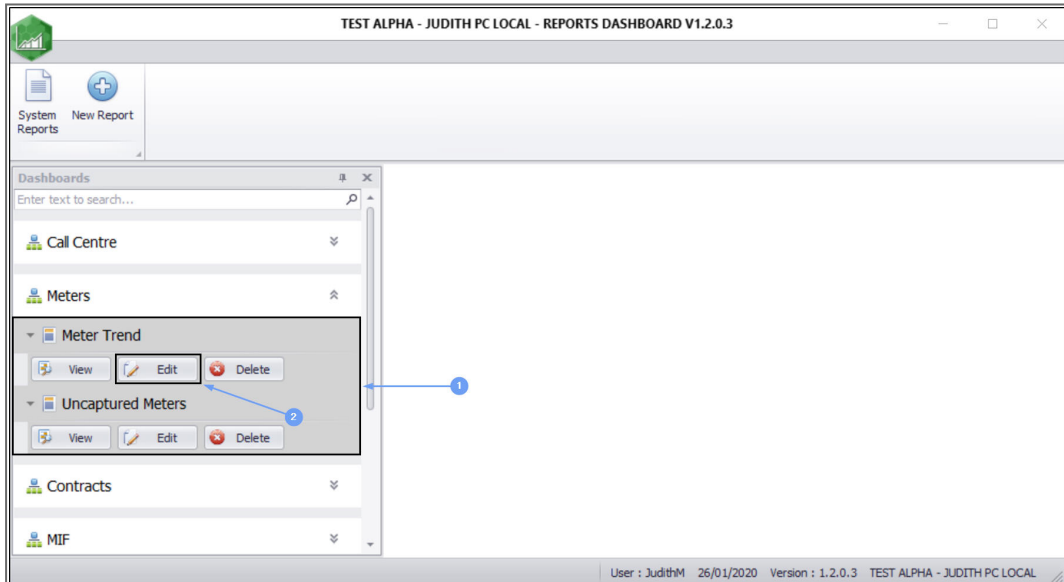 TEST ALPHA - JUDITH PC LOCAL - REPORTS DASHBOARD V1.2.0.3
System Reports
New Report
Dashboards
Enter text to search...
Call Centre
Meters
Meter Trend
View Edit Delete
1
2
Uncaptured Meters
View Edit Delete
Contracts
MIF
User : JudithM 26/01/2020 Version : 1.2.0.3 TEST ALPHA - JUDITH PC LOCAL